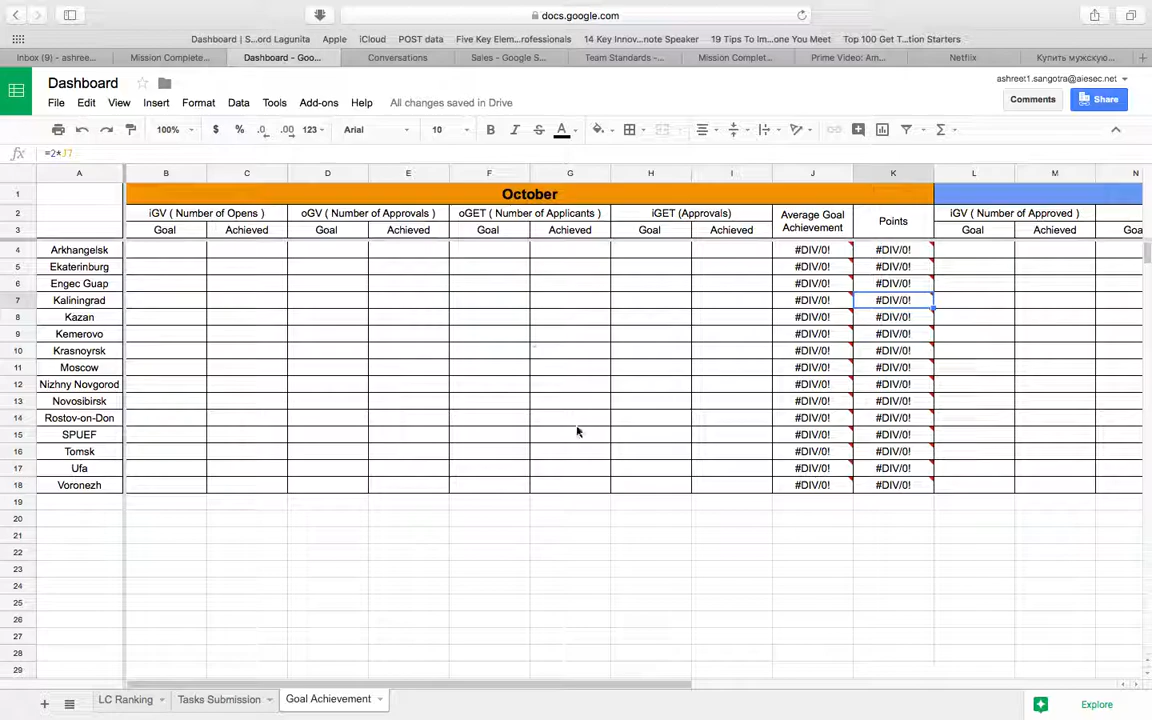 docs.google.com
Dashboard | S...ord Lagunita Apple iCloud POST data Five Key Elem...rofessionals 14 Key Innov...note Speaker 19 Tips To Im...one You Meet Top 100 Get T...tion Starters
Inbox (9) - ashree... Mission Complete... Dashboard - Goo... Conversations Sales - Google S... Team Standards -... Mission Complet... Prime Video: Am... Netflix Купить мужскую...
Dashboard
ashreet1.sangotra@aiesec.net
File Edit View Insert Format Data Tools Add-ons Help All changes saved in Drive
Comments Share
100% $ % .0 .00 123 Arial 10 B I S A
fx =2*J7
A B C D E F G H I J K L M N
1 October
2 iGV ( Number of Opens ) oGV ( Number of Approvals ) oGET ( Number of Applicants ) iGET (Approvals) Average Goal Achievement Points iGV ( Number of Approved )
3 Goal Achieved Goal Achieved Goal Achieved Goal Achieved Goal Achieved Goa
4 Arkhangelsk #DIV/0! #DIV/0!
5 Ekaterinburg #DIV/0! #DIV/0!
6 Engec Guap #DIV/0! #DIV/0!
7 Kaliningrad #DIV/0! #DIV/0!
8 Kazan #DIV/0! #DIV/0!
9 Kemerovo #DIV/0! #DIV/0!
10 Krasnoyrsk #DIV/0! #DIV/0!
11 Moscow #DIV/0! #DIV/0!
12 Nizhny Novgorod #DIV/0! #DIV/0!
13 Novosibirsk #DIV/0! #DIV/0!
14 Rostov-on-Don #DIV/0! #DIV/0!
15 SPUEF #DIV/0! #DIV/0!
16 Tomsk #DIV/0! #DIV/0!
17 Ufa #DIV/0! #DIV/0!
18 Voronezh #DIV/0! #DIV/0!
19
20
21
22
23
24
25
26
27
28
29
LC Ranking Tasks Submission Goal Achievement Explore